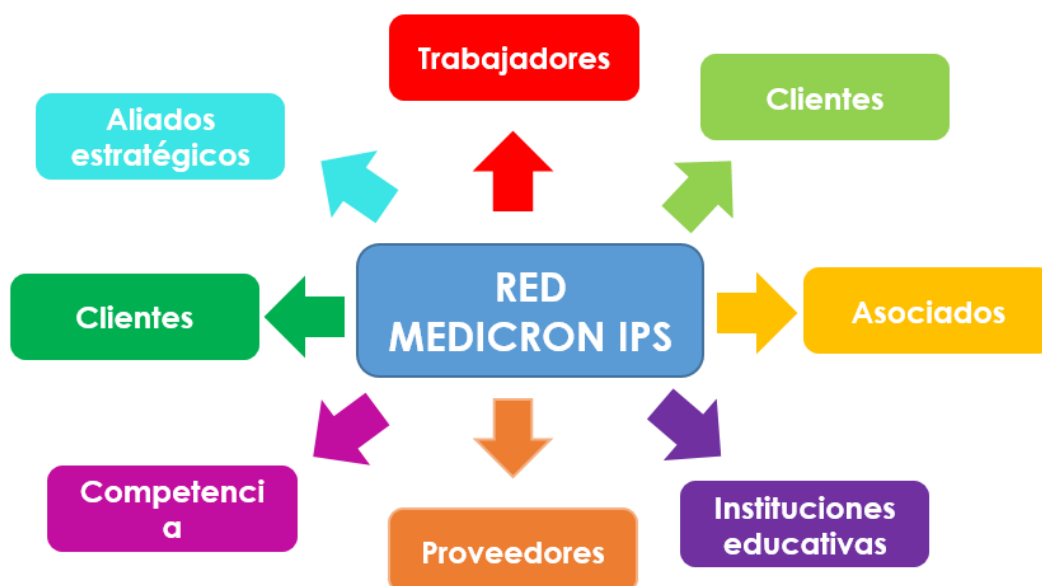 Trabajadores
Clientes
Aliados
estratégicos
RED
MEDICRON IPS
Clientes
Asociados
Competenci
a
Proveedores
Instituciones
educativas